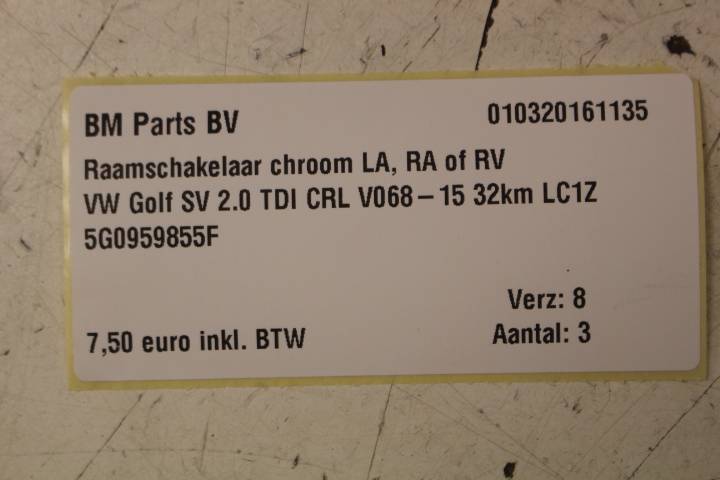 BM Parts BV 010320161135
Raamschakelaar chroom LA, RA of RV
VW Golf SV 2.0 TDI CRL V068 – 15 32km LC1Z
5G0959855F
Verz: 8
7,50 euro inkl. BTW Aantal: 3